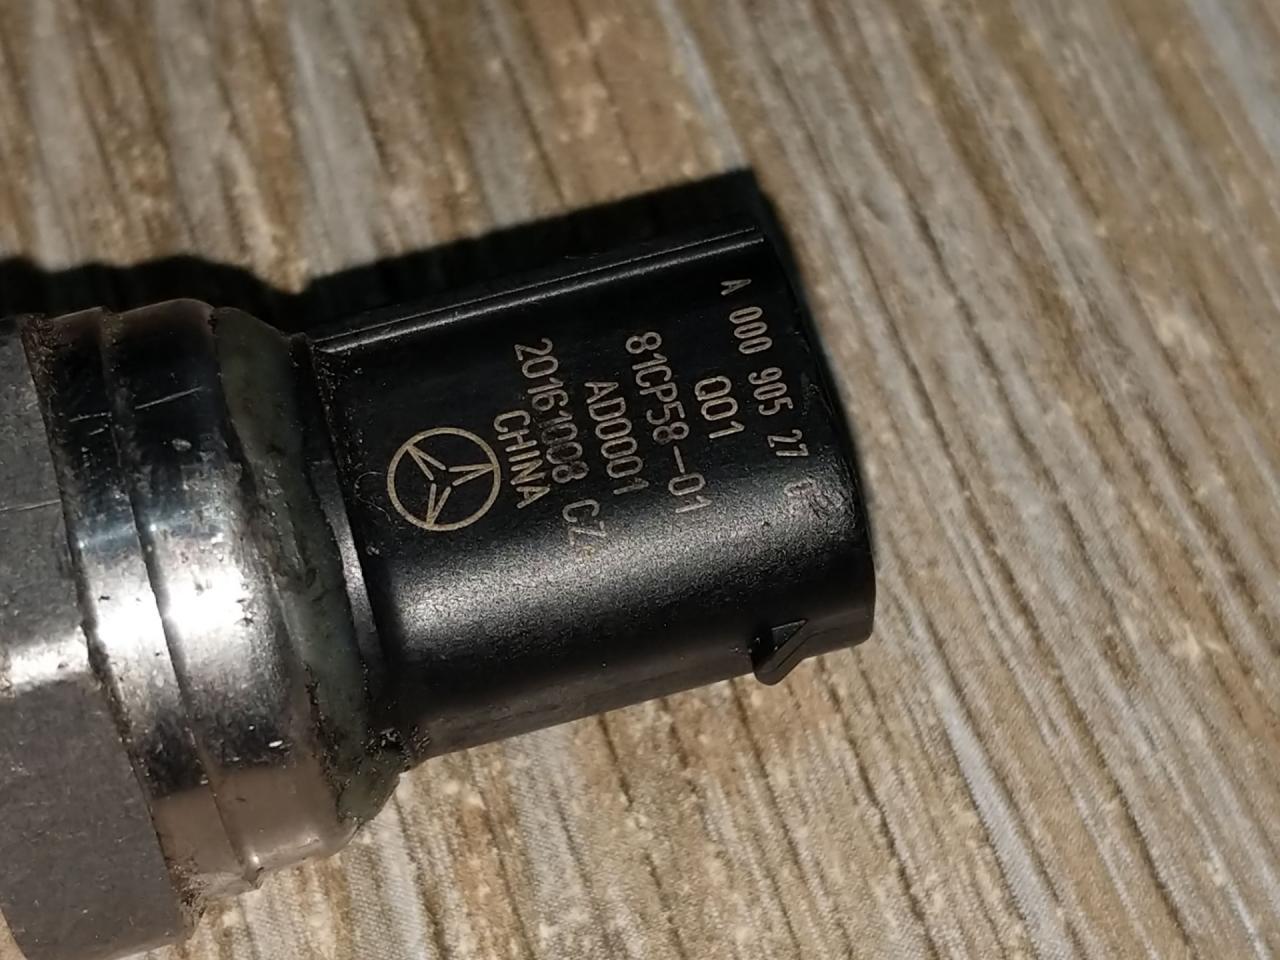 A 000 905 27
Q01
81CP58-01
AD0001
20161008 CZ
CHINA